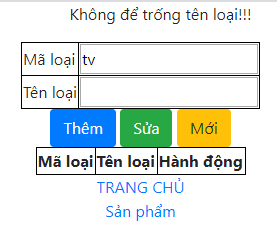 Không để trống tên loại!!!
Mã loại tv
Tên loại
Thêm Sửa Mới
Mã loại Tên loại Hành động
TRANG CHỦ
Sản phẩm